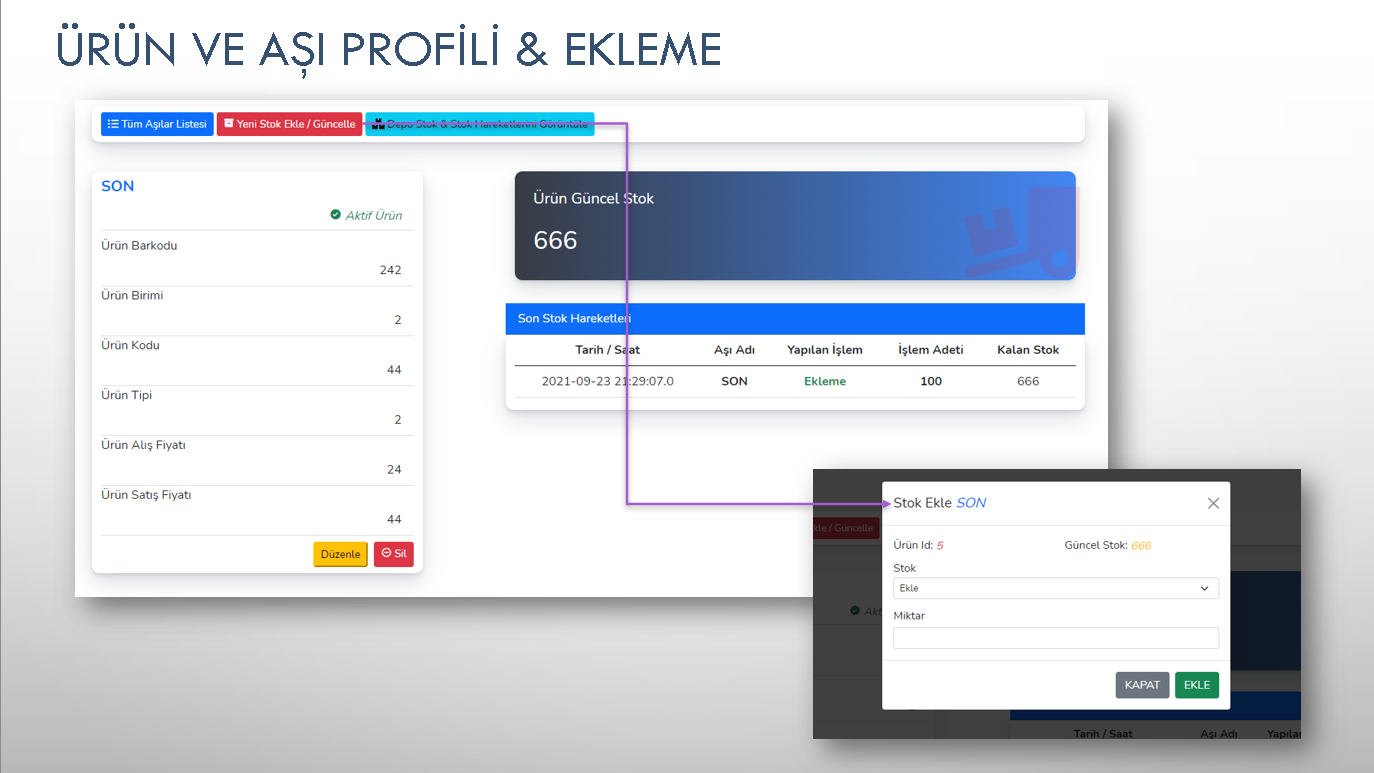 ÜRÜN VE AŞI PROFİLİ & EKLEME
Tüm Aşılar Listesi
Yeni Stok Ekle / Güncelle
Depo Stok & Stok Hareketlerini Görüntüle
SON
Aktif Ürün
Ürün Barkodu
242
Ürün Birimi
2
Ürün Kodu
44
Ürün Tipi
2
Ürün Alış Fiyatı
24
Ürün Satış Fiyatı
44
Düzenle
Sil
Ürün Güncel Stok
666
Son Stok Hareketleri
Tarih / Saat Aşı Adı Yapılan İşlem İşlem Adeti Kalan Stok
2021-09-23 21:29:07.0 SON Ekleme 100 666
Stok Ekle SON
kle / Güncelle
Ürün Id: 5 Güncel Stok: 666
Stok
Ekle
Akt
Miktar
KAPAT EKLE
Tarih / Saat Aşı Adı Yapılar